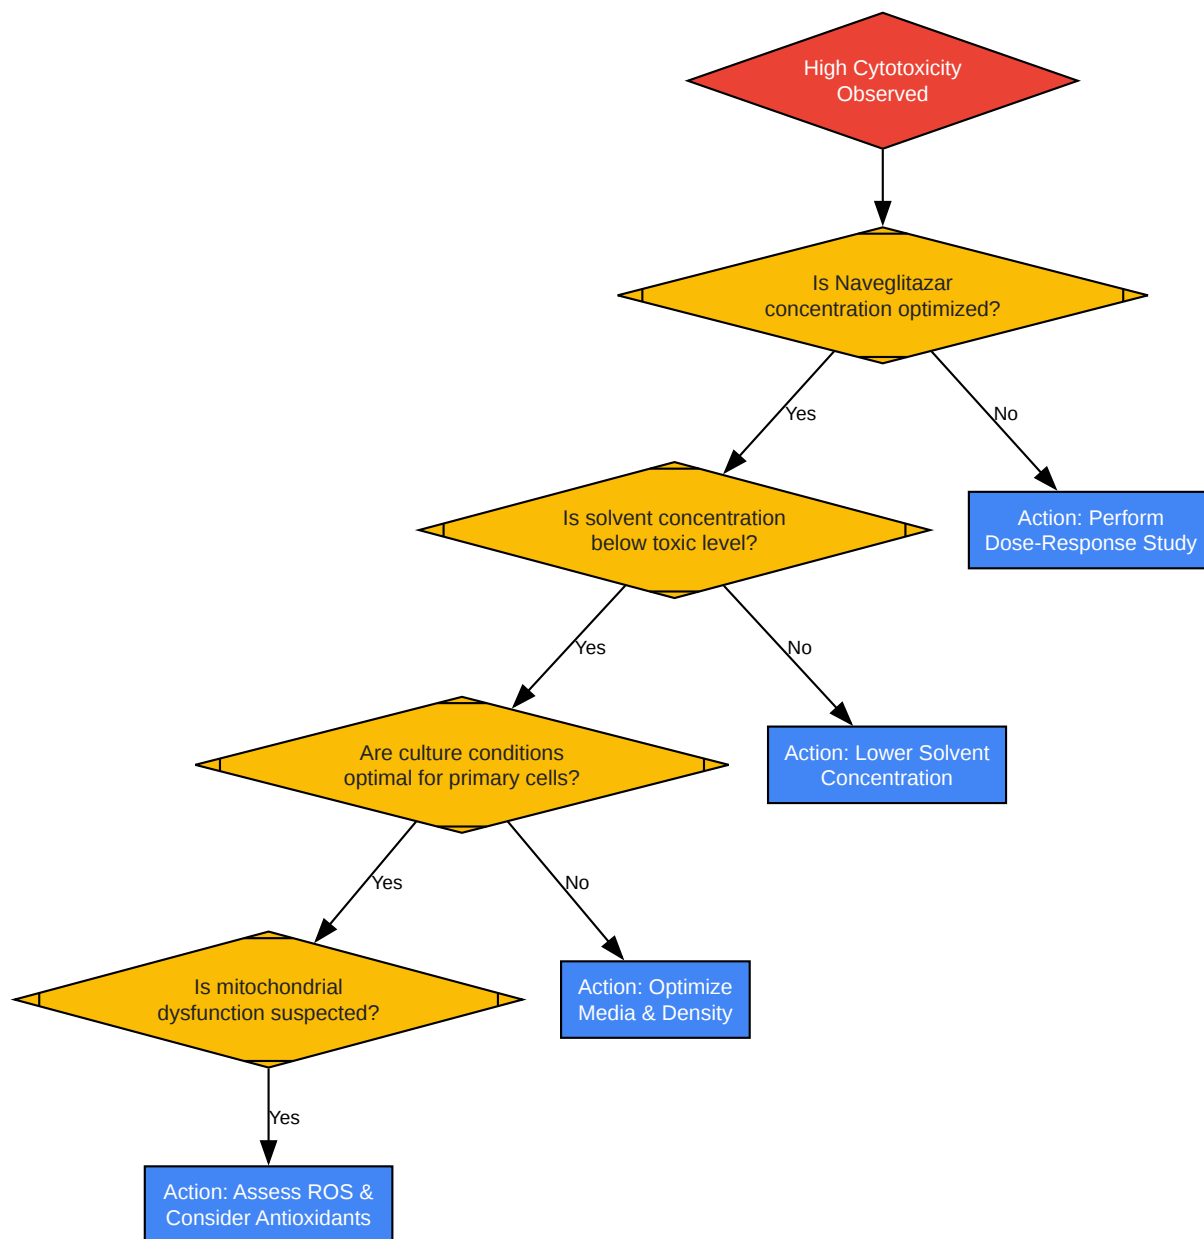 High Cytotoxicity
Observed
Is Naveglitazar
concentration optimized?
Yes
No
Is solvent concentration
below toxic level?
Action: Perform
Dose-Response Study
Yes
No
Are culture conditions
optimal for primary cells?
Action: Lower Solvent
Concentration
Yes
No
Is mitochondrial
dysfunction suspected?
Action: Optimize
Media & Density
Yes
Action: Assess ROS &
Consider Antioxidants